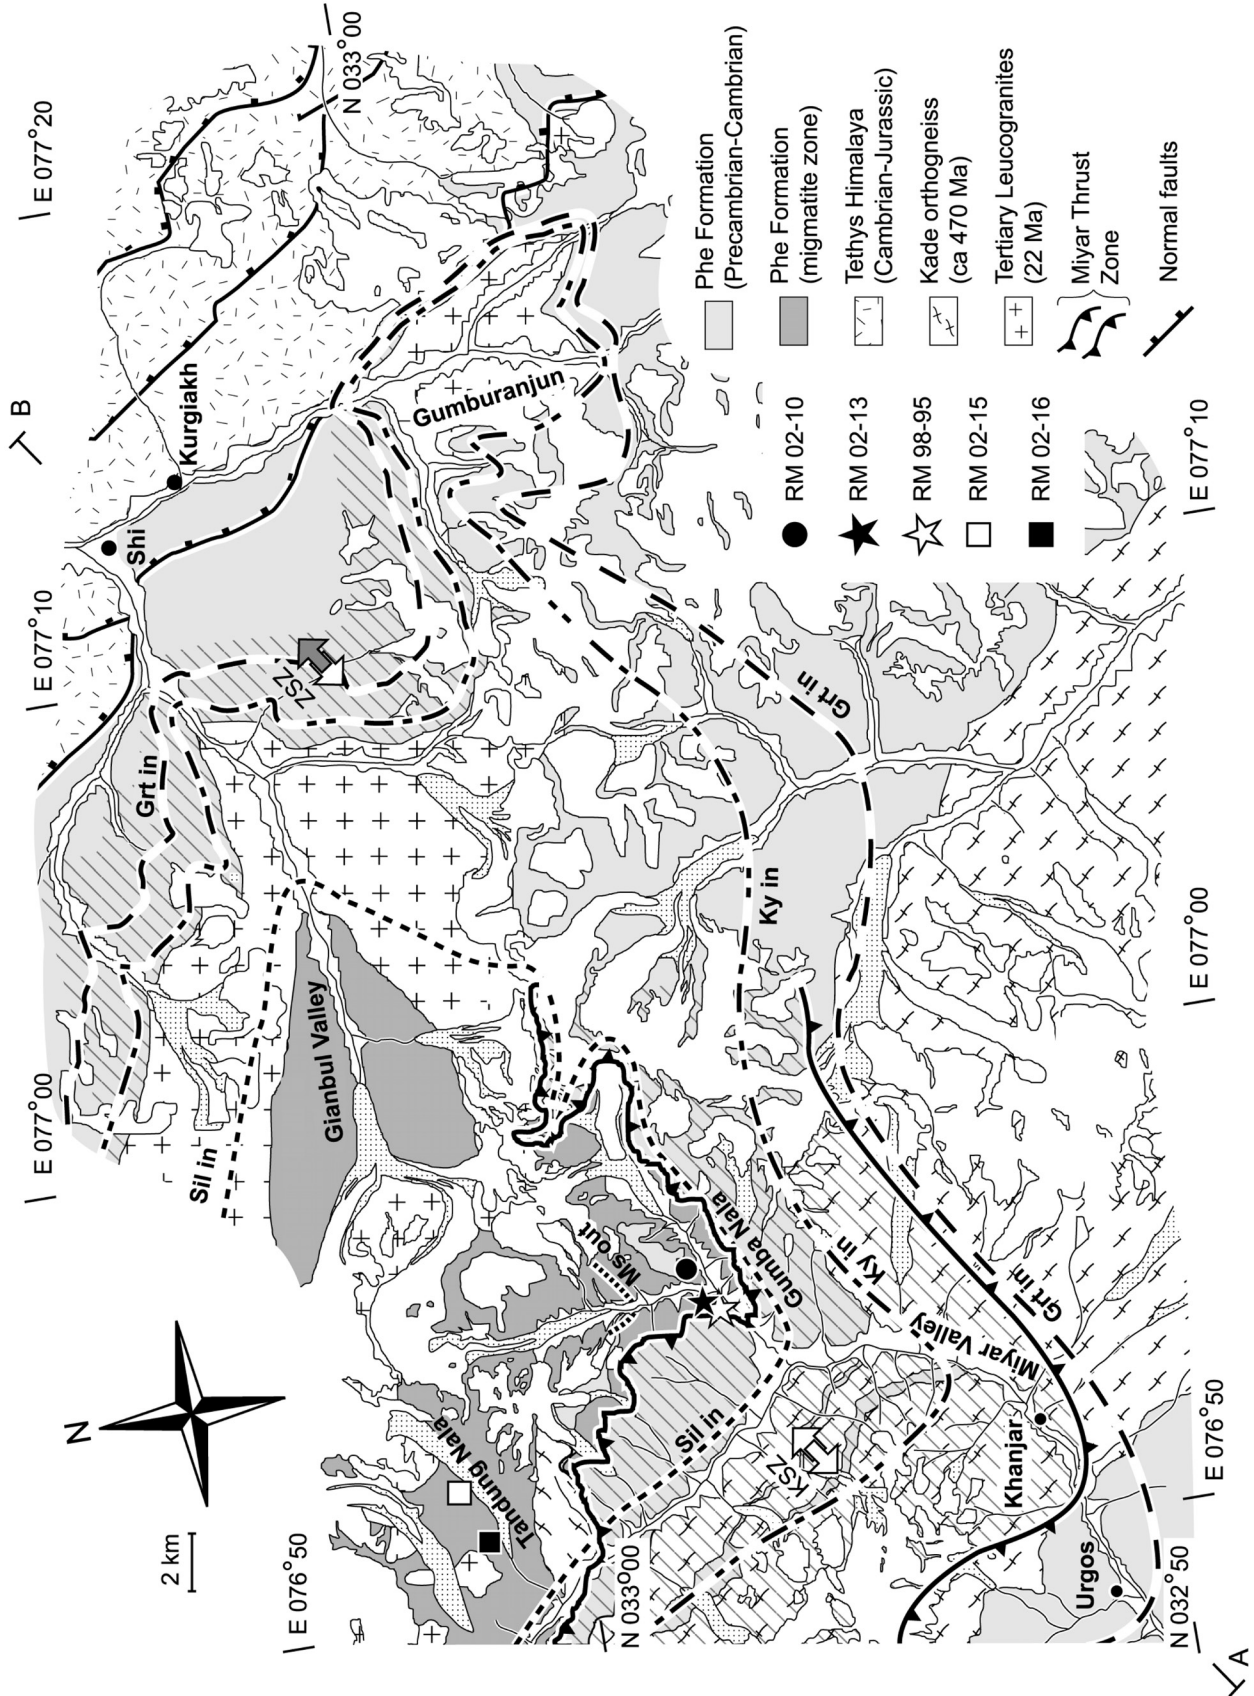 N
2 km
E 076°50
E 077°00
E 077°10
E 077°20
B
N 033°00
Kurgiakh
Shi
Grt in
ZSZ
Gumburanjun
Sil in
Gianbul Valley
Ms out
Tandung Nala
Gumba Nala
Sil in
Ky in
Ky in
Grt in
Grt in
Miyar Valley
KSZ
Khanjar
Urgos
N 033°00
N 032°50
A
E 076°50
E 077°00
E 077°10
RM 02-10
RM 02-13
RM 98-95
RM 02-15
RM 02-16
Phe Formation
(Precambrian-Cambrian)
Phe Formation
(migmatite zone)
Tethys Himalaya
(Cambrian-Jurassic)
Kade orthogneiss
(ca 470 Ma)
Tertiary Leucogranites
(22 Ma)
Miyar Thrust
Zone
Normal faults